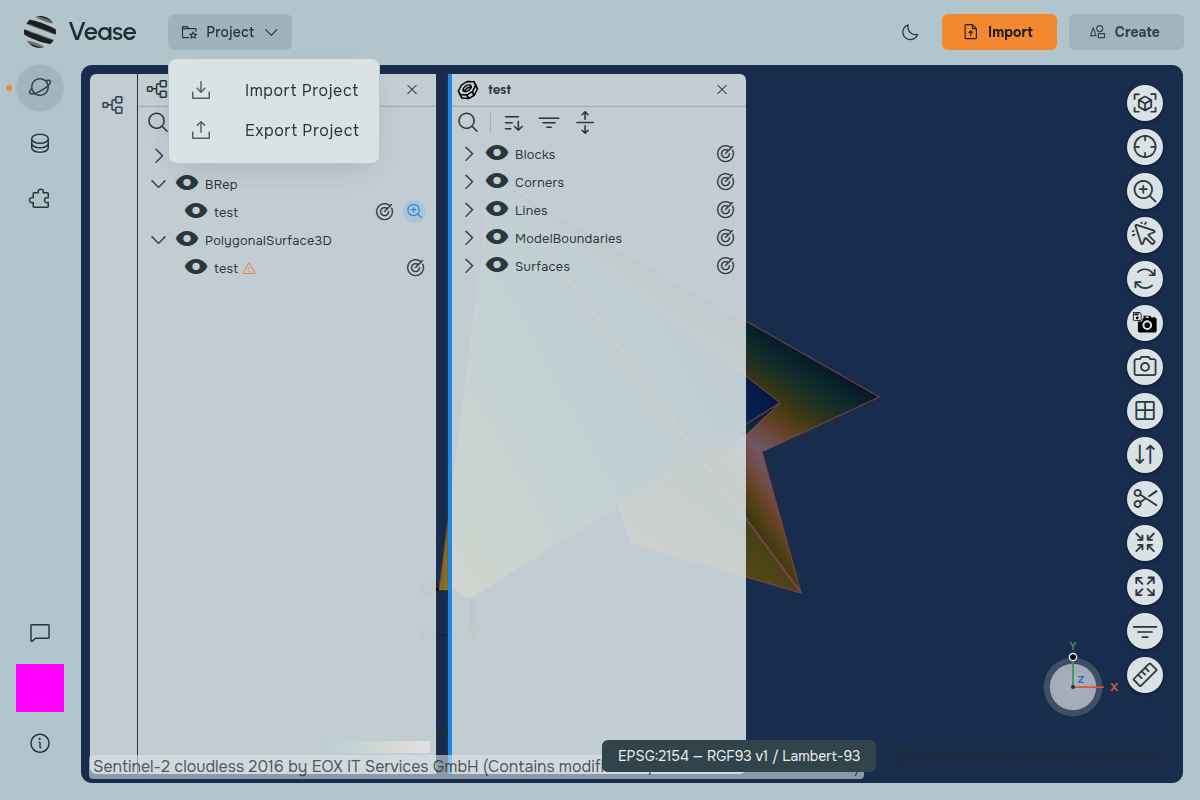 Vease
Project
Import
Create
Import Project
Export Project
test
BRep
test
PolygonalSurface3D
test
Blocks
Corners
Lines
ModelBoundaries
Surfaces
Y
Z
X
EPSG:2154 – RGF93 v1 / Lambert-93
Sentinel-2 cloudless 2016 by EOX IT Services GmbH (Contains